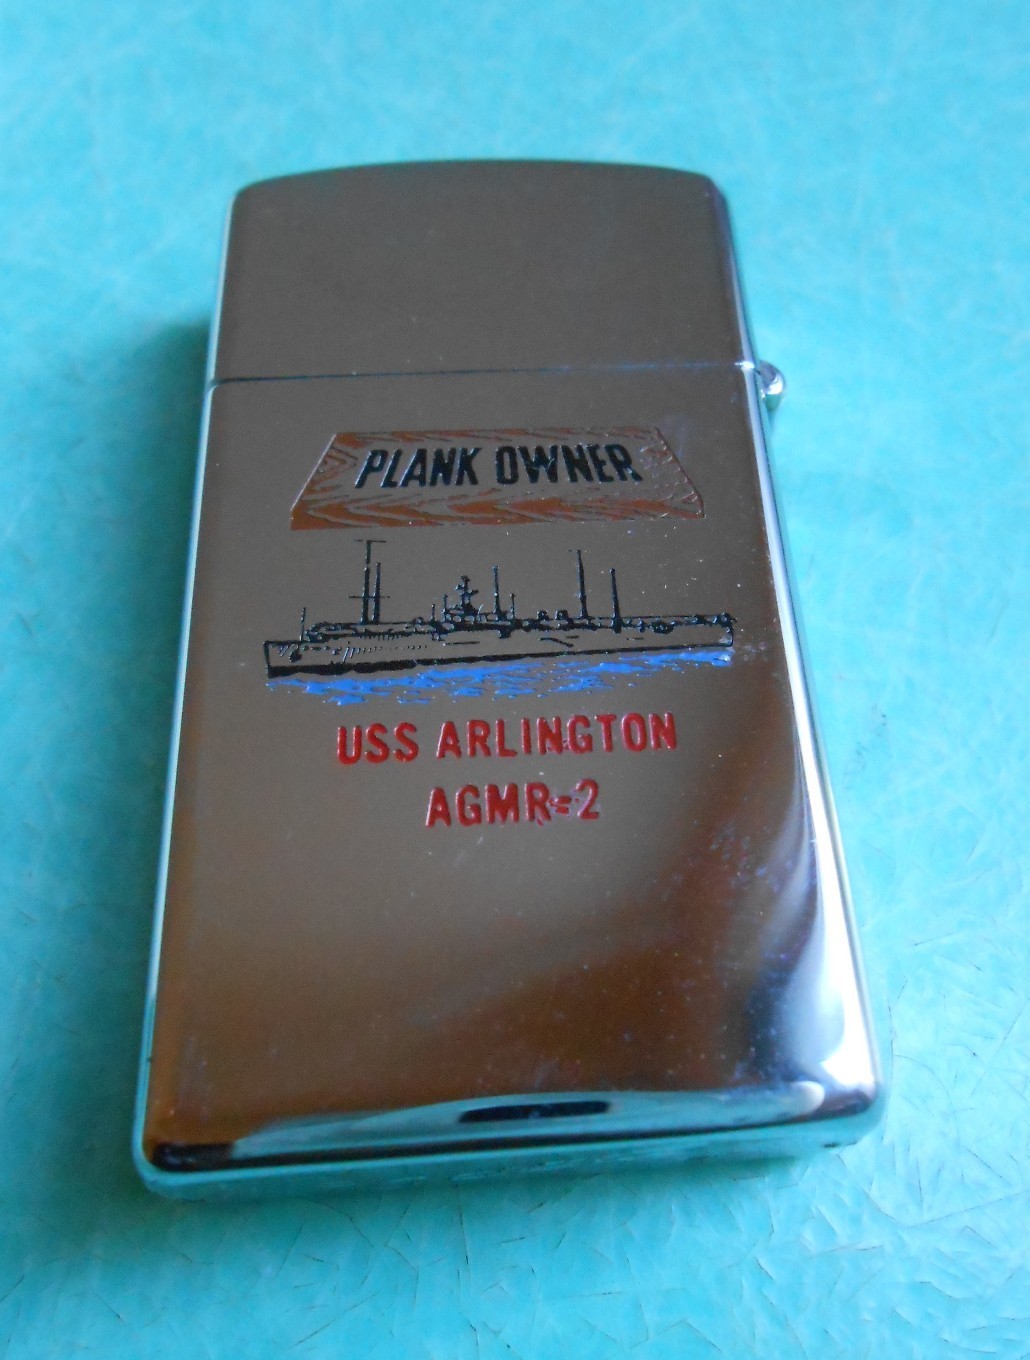 PLANK OWNER
USS ARLINGTON
AGMR-2